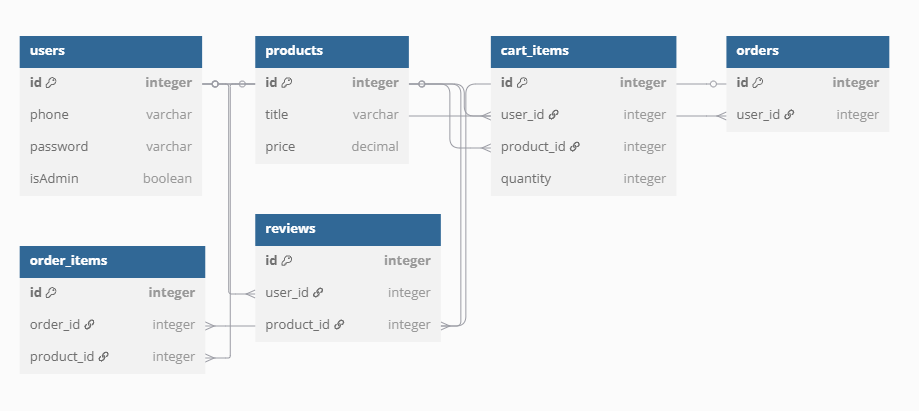 users
id integer
phone varchar
password varchar
isAdmin boolean
products
id integer
title varchar
price decimal
cart_items
id integer
user_id integer
product_id integer
quantity integer
orders
id integer
user_id integer
order_items
id integer
order_id integer
product_id integer
reviews
id integer
user_id integer
product_id integer